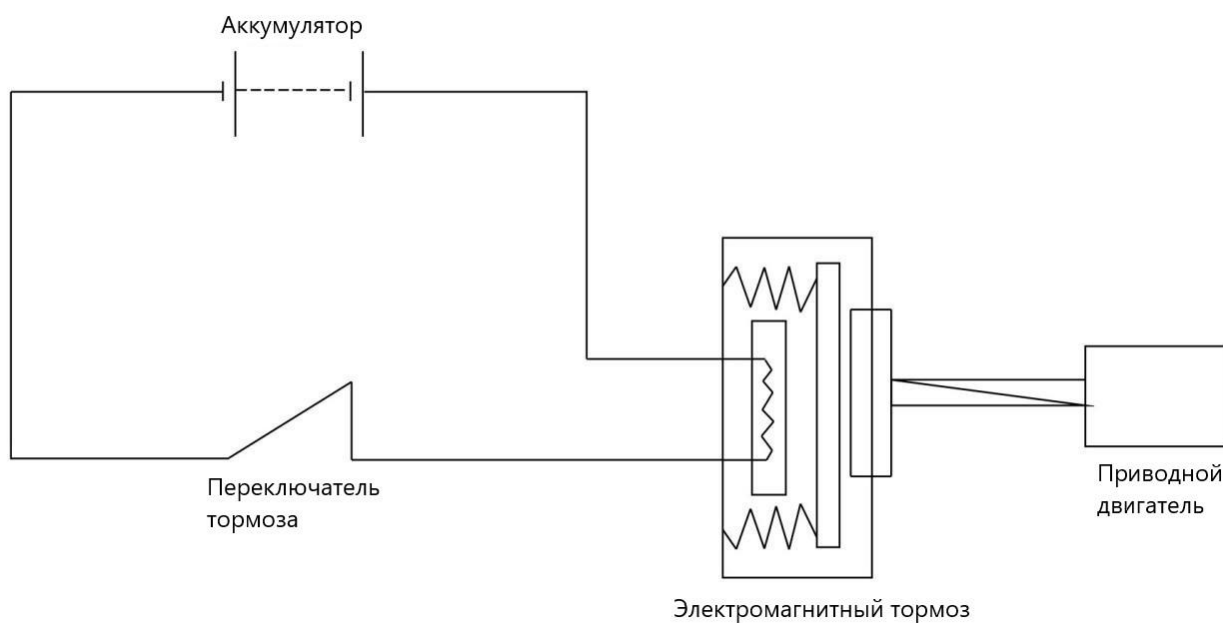 Аккумулятор
Переключатель
тормоза
Приводной
двигатель
Электромагнитный тормоз